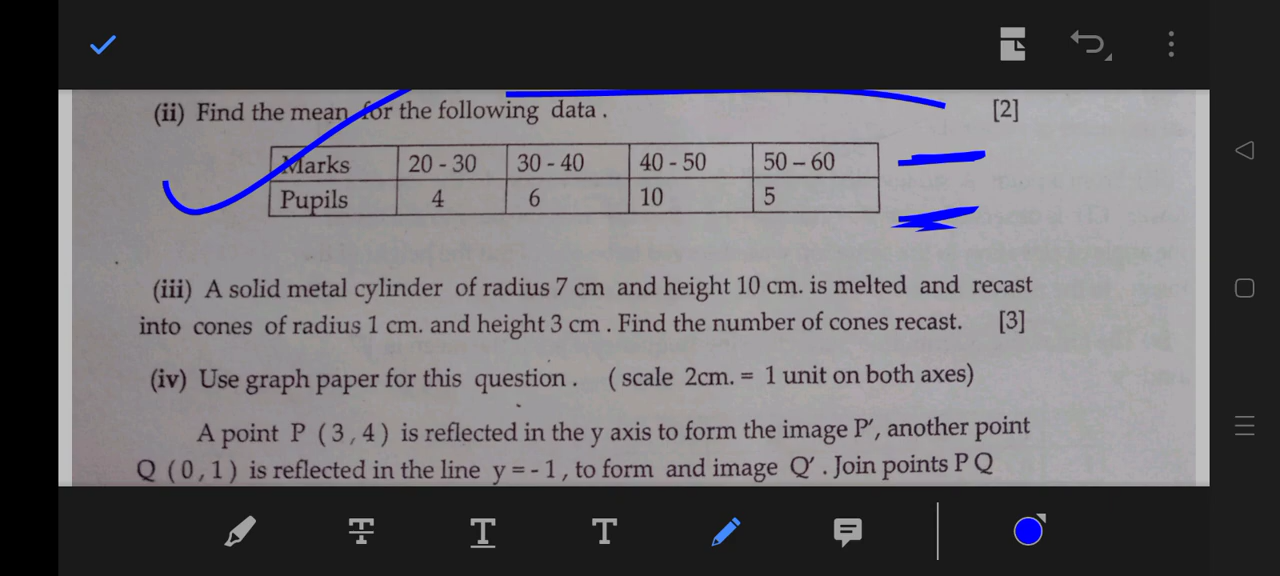 (ii) Find the mean for the following data . [2]
Marks 20 - 30 30 - 40 40 - 50 50 – 60
Pupils 4 6 10 5
(iii) A solid metal cylinder of radius 7 cm and height 10 cm. is melted and recast
into cones of radius 1 cm. and height 3 cm . Find the number of cones recast. [3]
(iv) Use graph paper for this question . ( scale 2cm. = 1 unit on both axes)
A point P ( 3 , 4 ) is reflected in the y axis to form the image P′, another point
Q ( 0 , 1 ) is reflected in the line y = - 1 , to form and image Q′ . Join points P Q